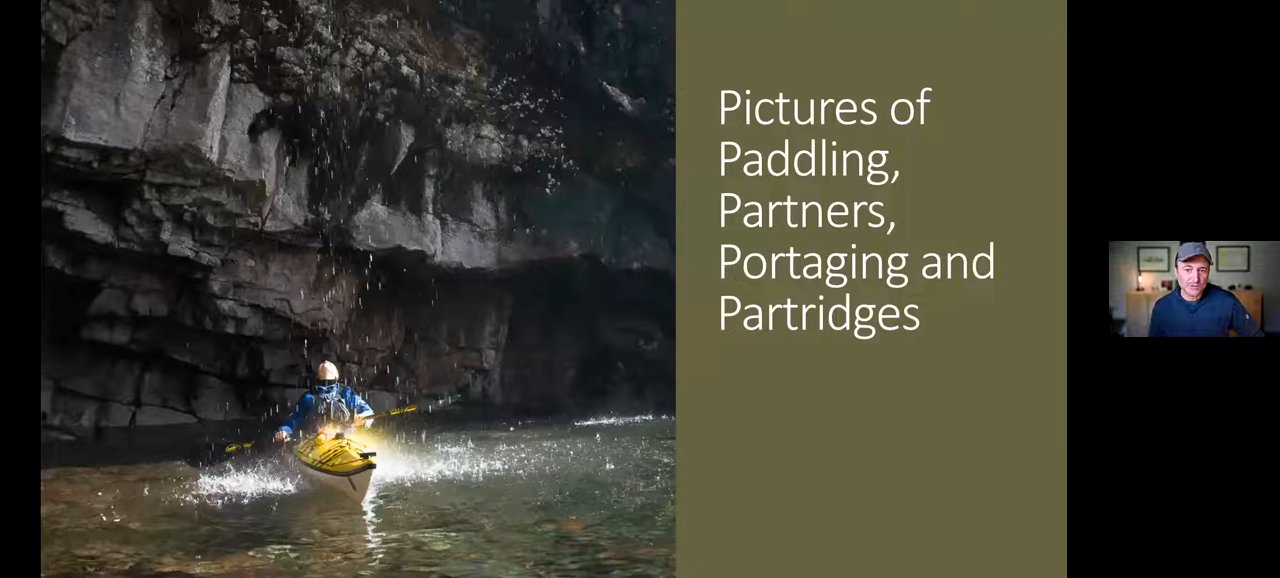 Pictures of
Paddling,
Partners,
Portaging and
Partridges